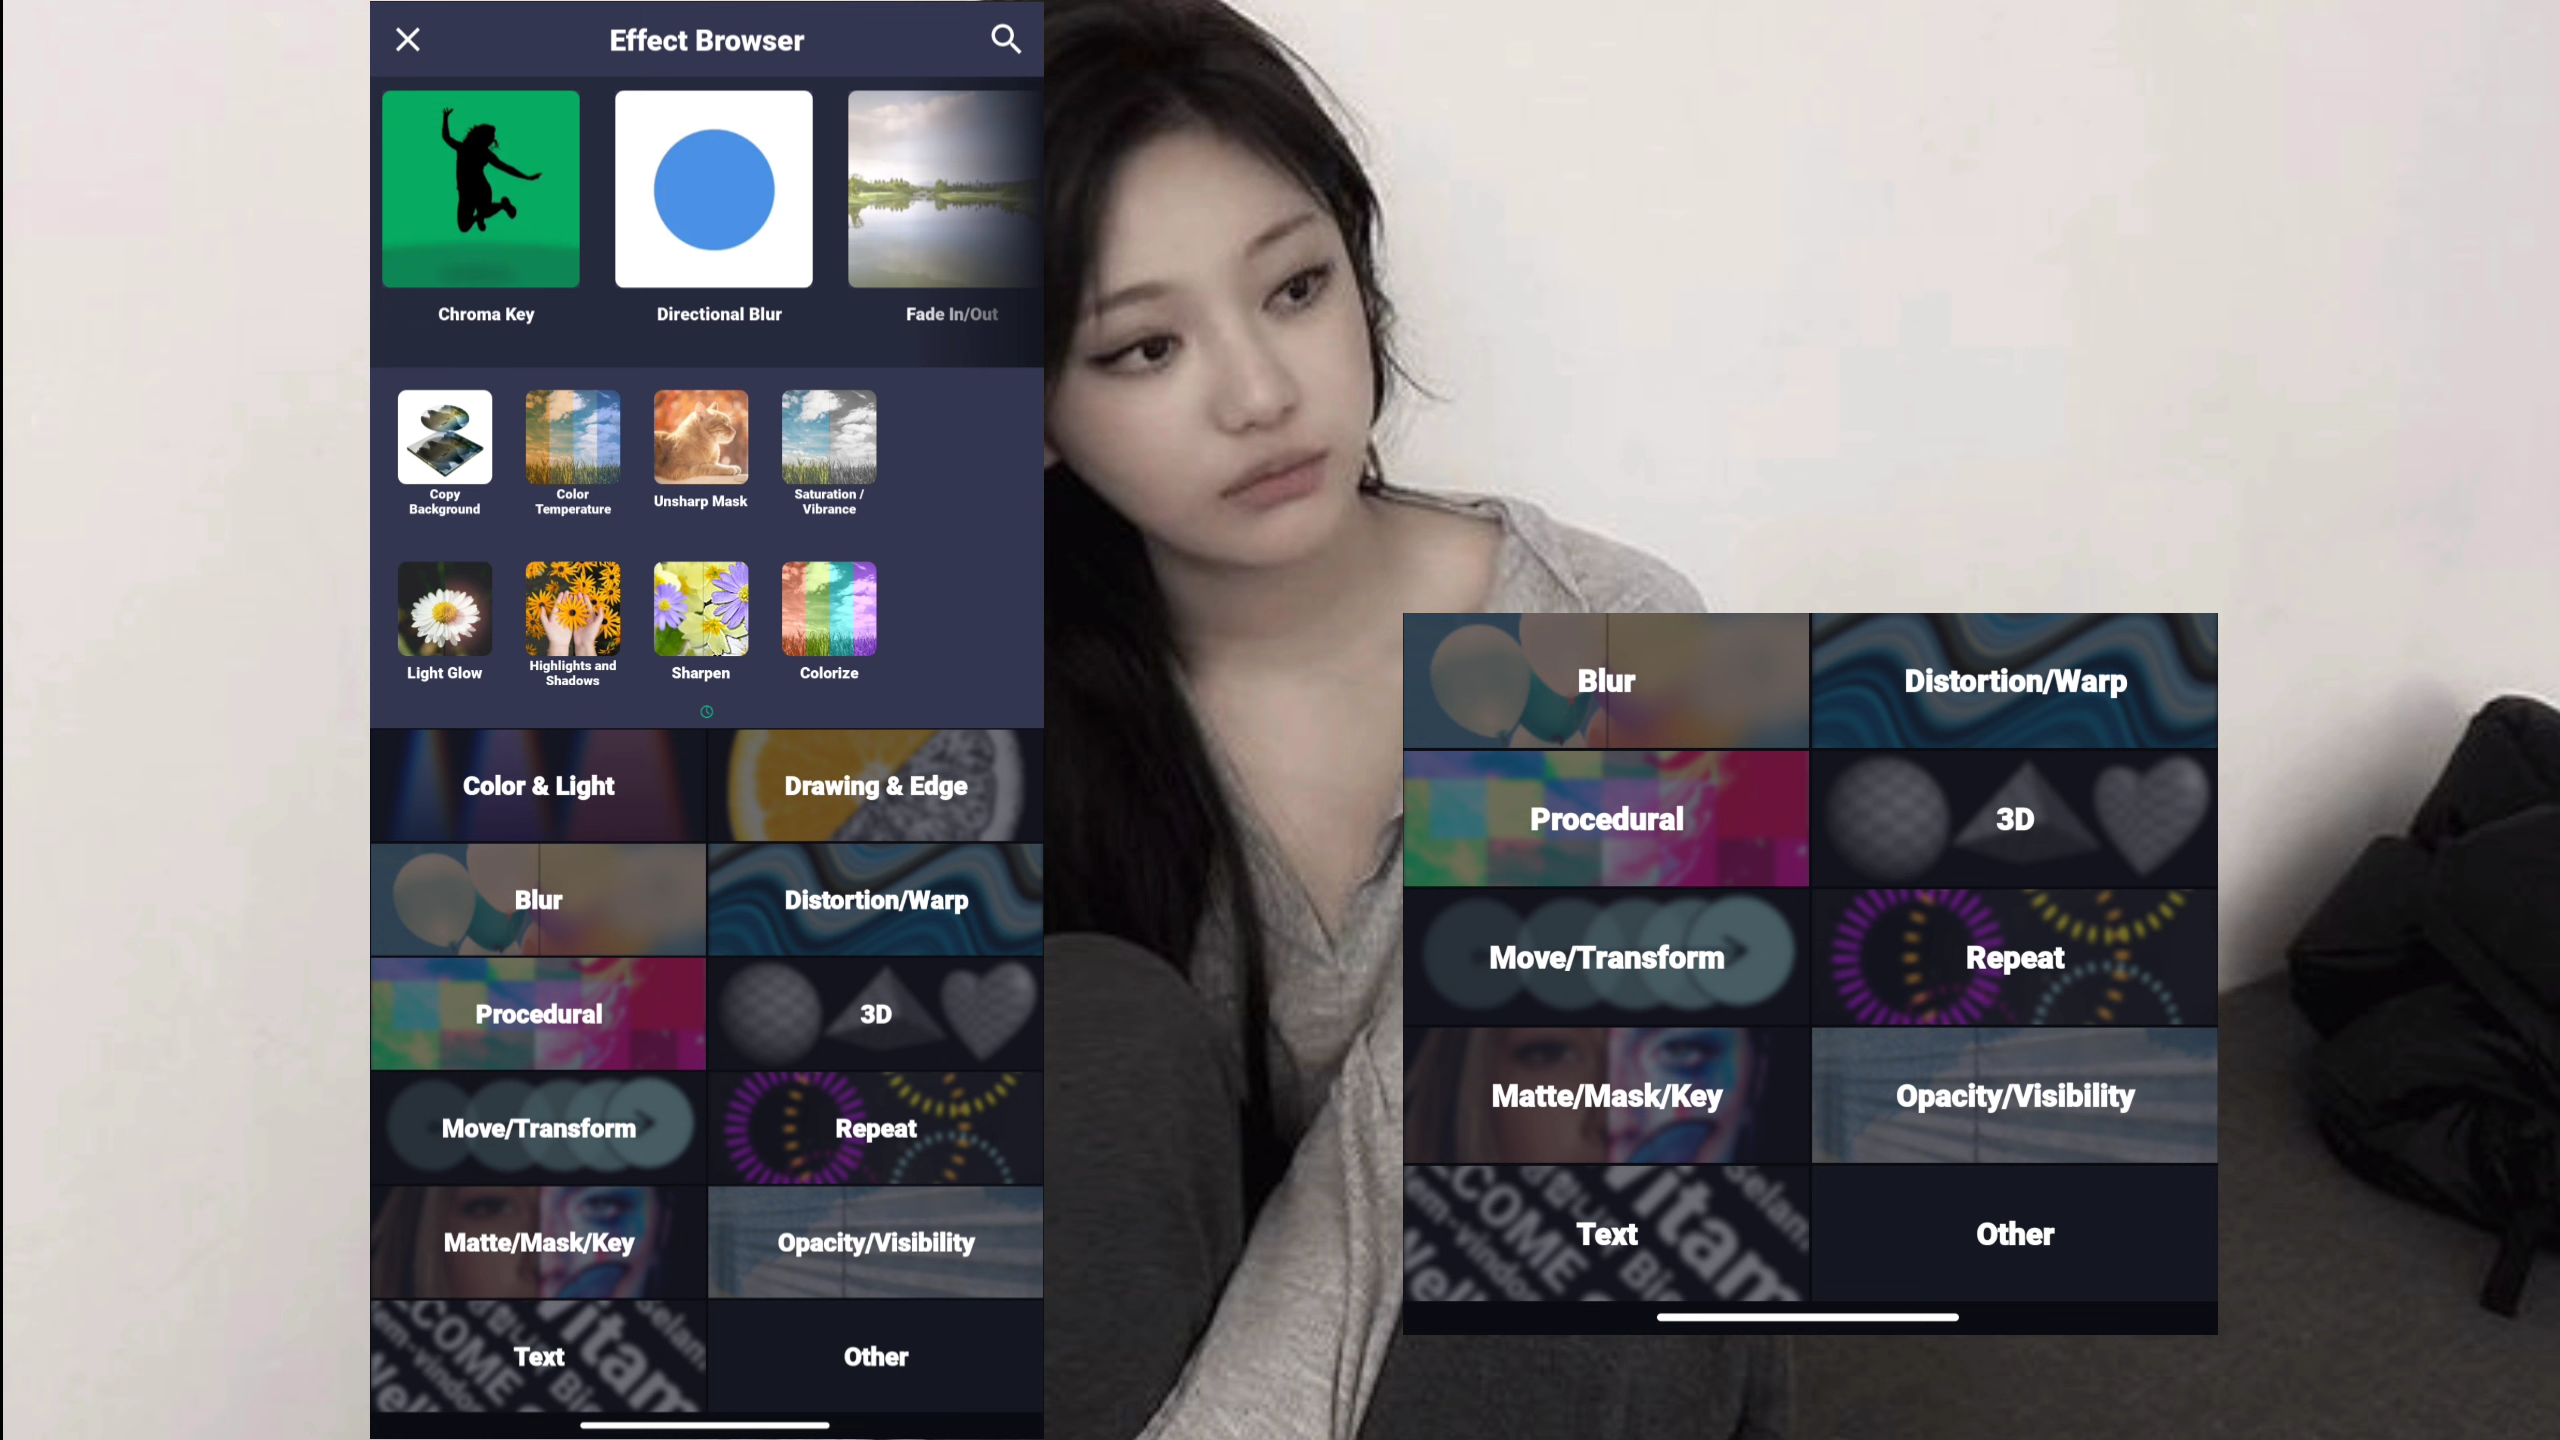 Effect Browser
Chroma Key
Directional Blur
Fade In/Out
Copy
Background
Color
Temperature
Unsharp Mask
Saturation /
Vibrance
Light Glow
Highlights and
Shadows
Sharpen
Colorize
Color & Light
Drawing & Edge
Blur
Distortion/Warp
Procedural
3D
Move/Transform
Repeat
Matte/Mask/Key
Opacity/Visibility
Text
Other
Blur
Distortion/Warp
Procedural
3D
Move/Transform
Repeat
Matte/Mask/Key
Opacity/Visibility
Text
Other